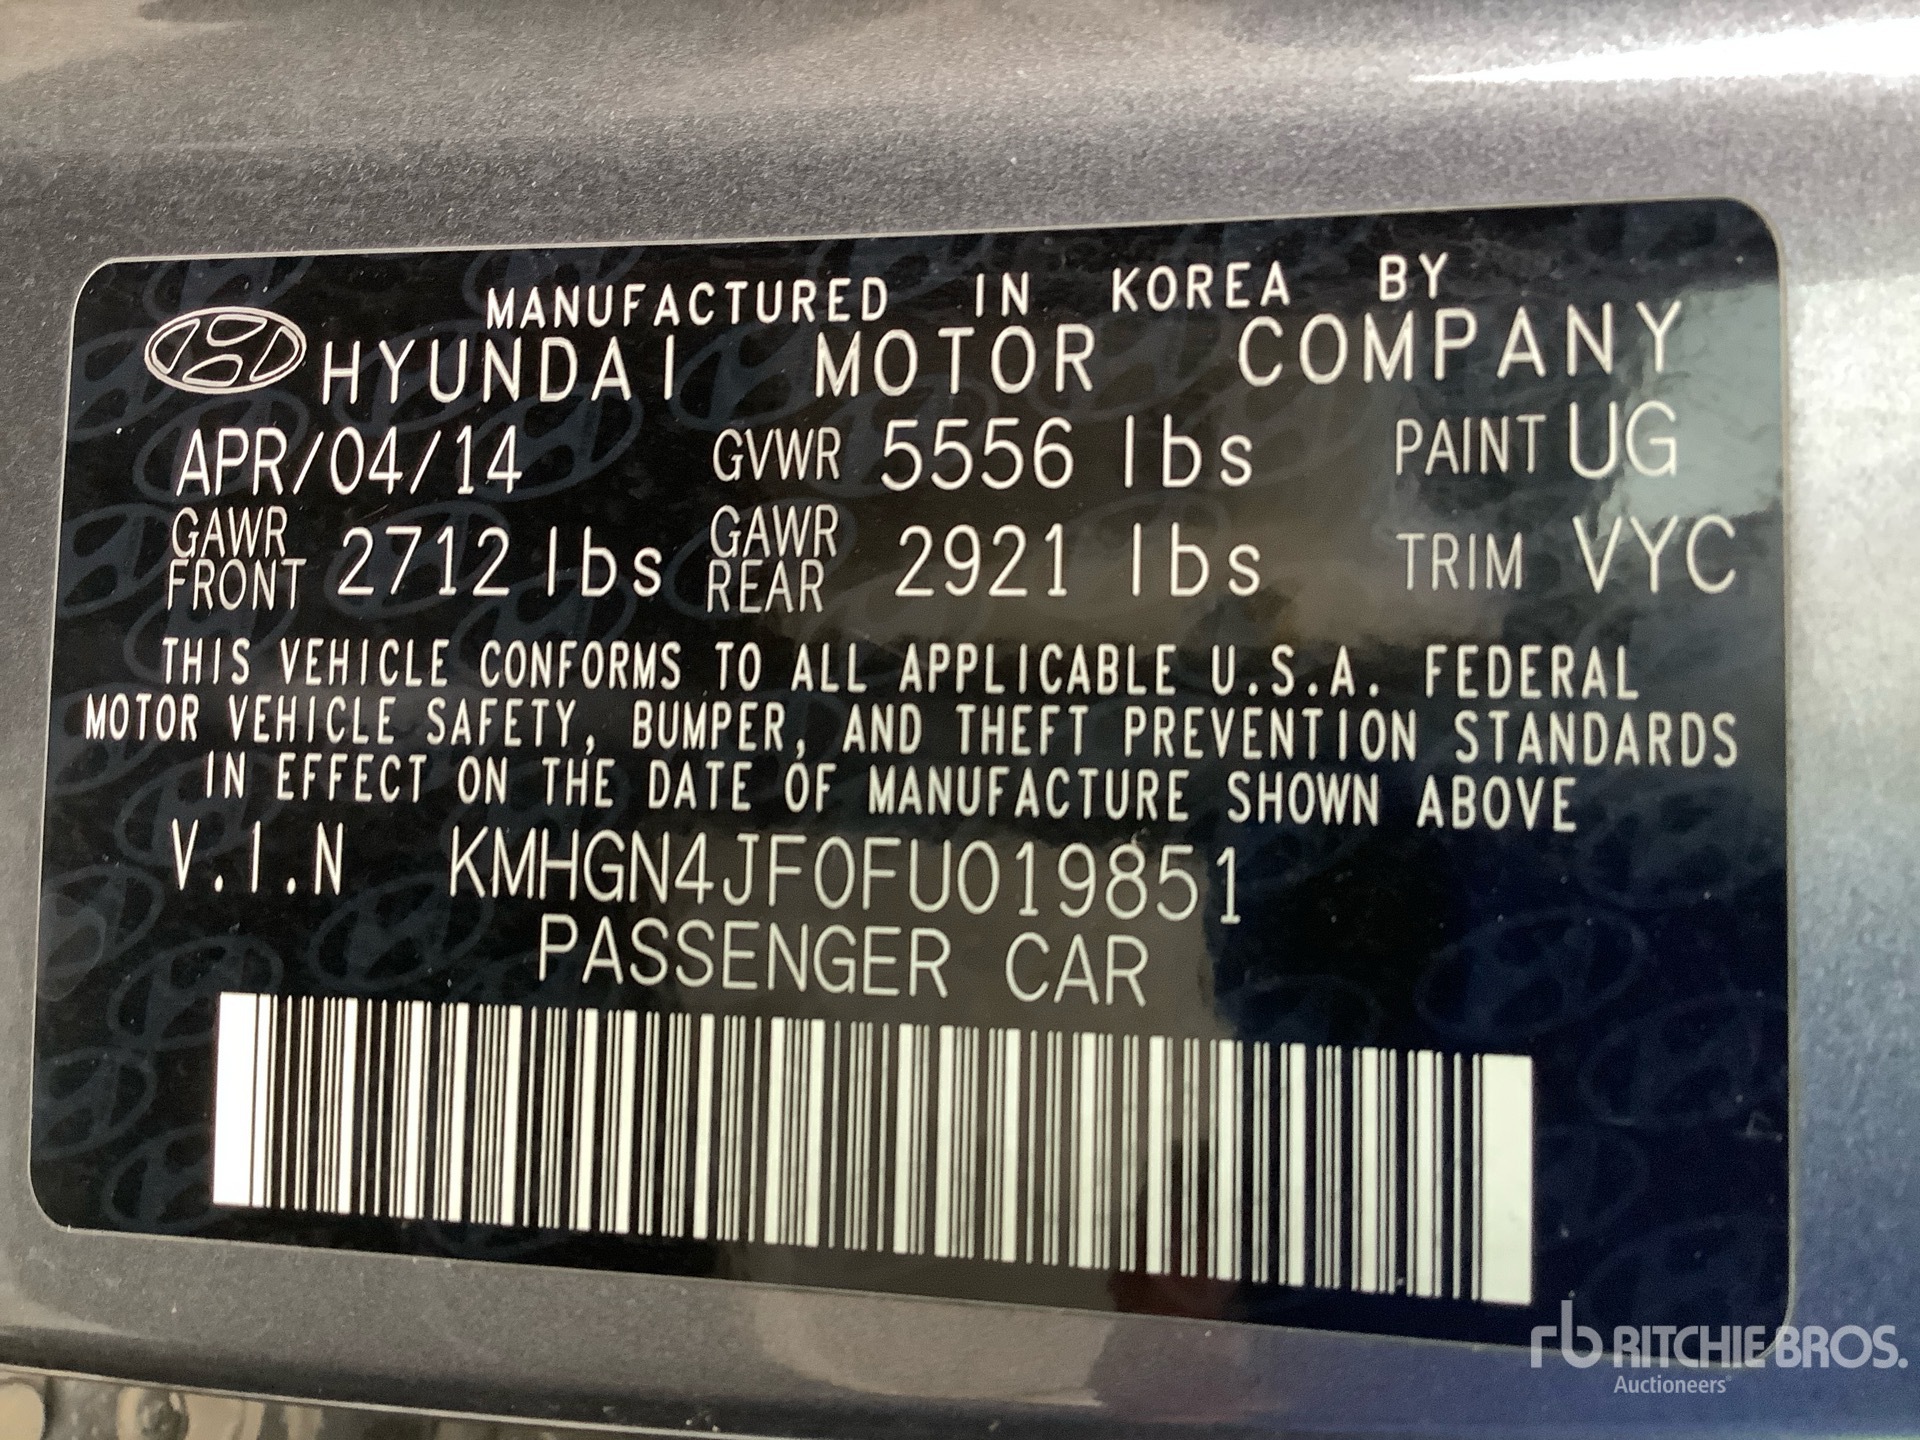 MANUFACTURED IN KOREA BY
HYUNDAI MOTOR COMPANY
APR/04/14 GVWR 5556 lbs PAINT UG
GAWR FRONT 2712 lbs GAWR REAR 2921 lbs TRIM VYC
THIS VEHICLE CONFORMS TO ALL APPLICABLE U.S.A. FEDERAL
MOTOR VEHICLE SAFETY, BUMPER, AND THEFT PREVENTION STANDARDS
IN EFFECT ON THE DATE OF MANUFACTURE SHOWN ABOVE
V.I.N KMHGN4JF0FU019851
PASSENGER CAR
rb RITCHIE BROS.
Auctioneers